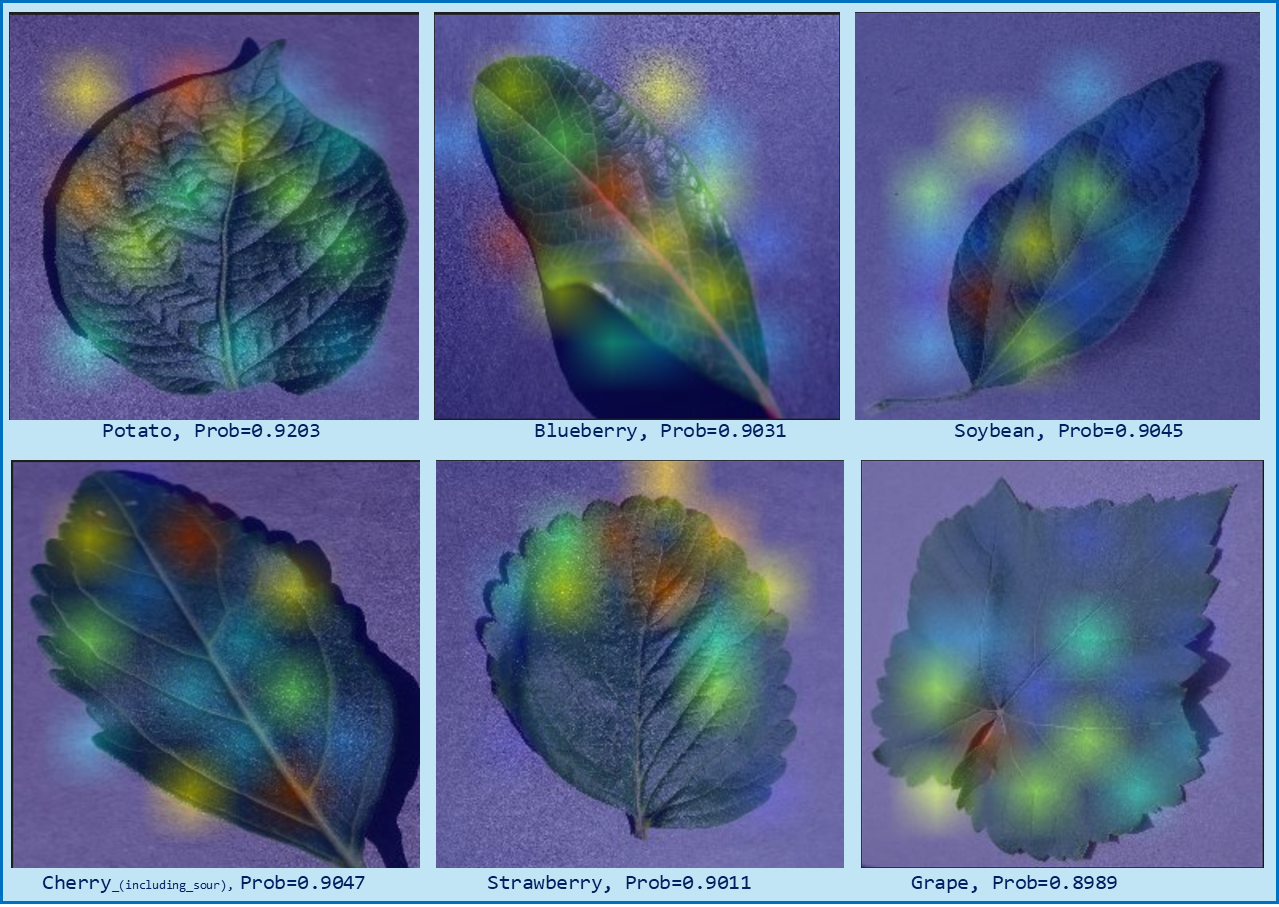 Potato, Prob=0.9203
Blueberry, Prob=0.9031
Soybean, Prob=0.9045
Cherry_(including_sour), Prob=0.9047
Strawberry, Prob=0.9011
Grape, Prob=0.8989